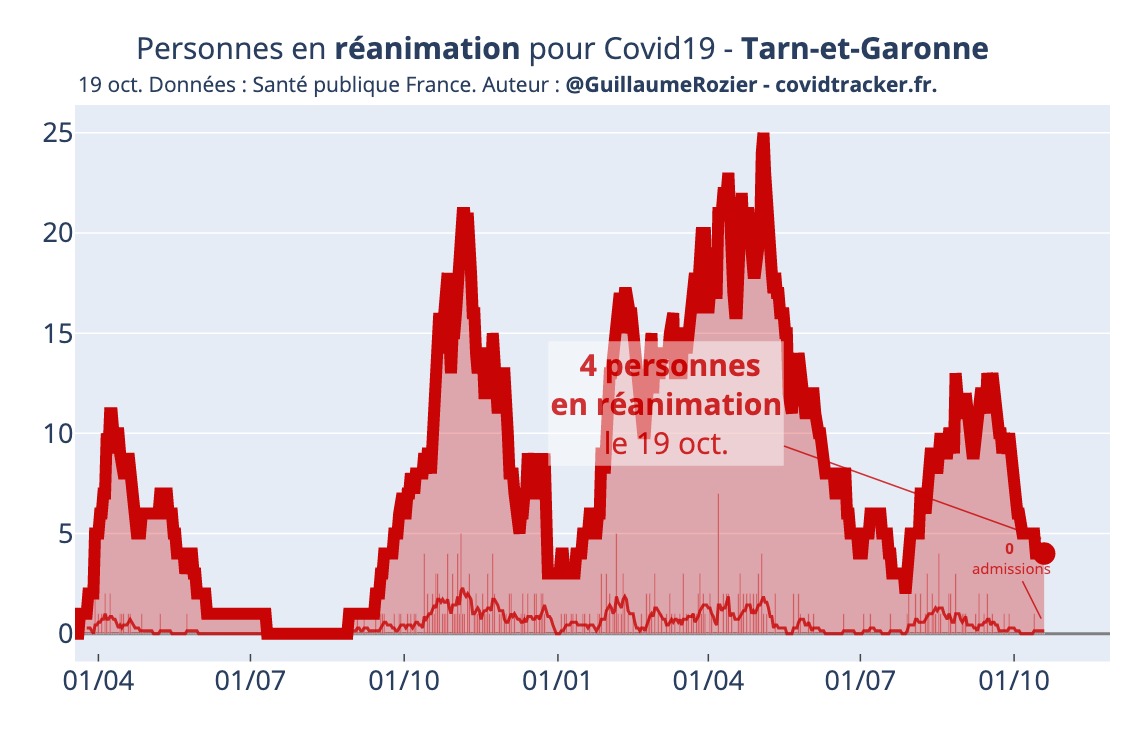 Personnes en réanimation pour Covid19 - Tarn-et-Garonne
19 oct. Données : Santé publique France. Auteur : @GuillaumeRozier - covidtracker.fr.
25
20
15
10
5
0
4 personnes
en réanimation
le 19 oct.
0
admissions
01/04
01/07
01/10
01/01
01/04
01/07
01/10